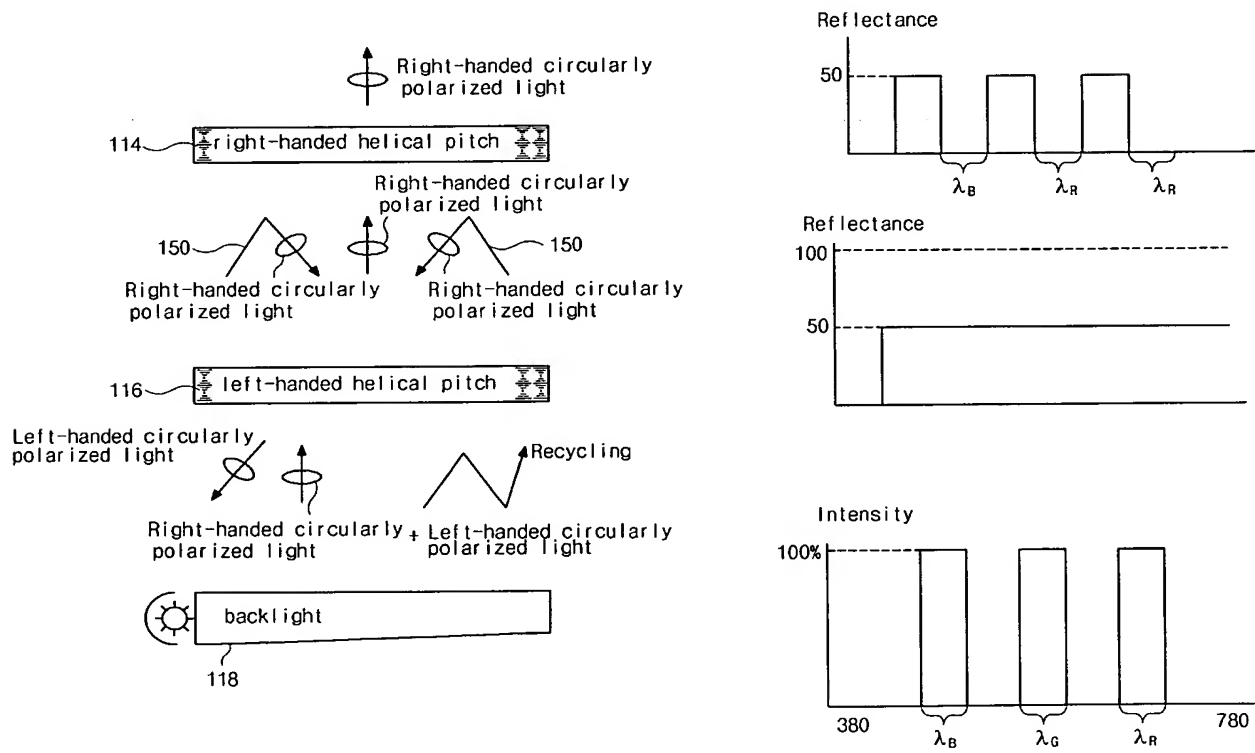 Right-handed circularly
polarized light
114
right-handed helical pitch
Right-handed circularly
polarized light
150
150
Right-handed circularly
polarized light
Right-handed circularly
polarized light
116
left-handed helical pitch
Left-handed circularly
polarized light
Recycling
Right-handed circularly
polarized light
+ Left-handed circularly
polarized light
backlight
118
Reflectance
50
λB
λR
λR
Reflectance
100
50
Intensity
100%
380
780
λB
λG
λR